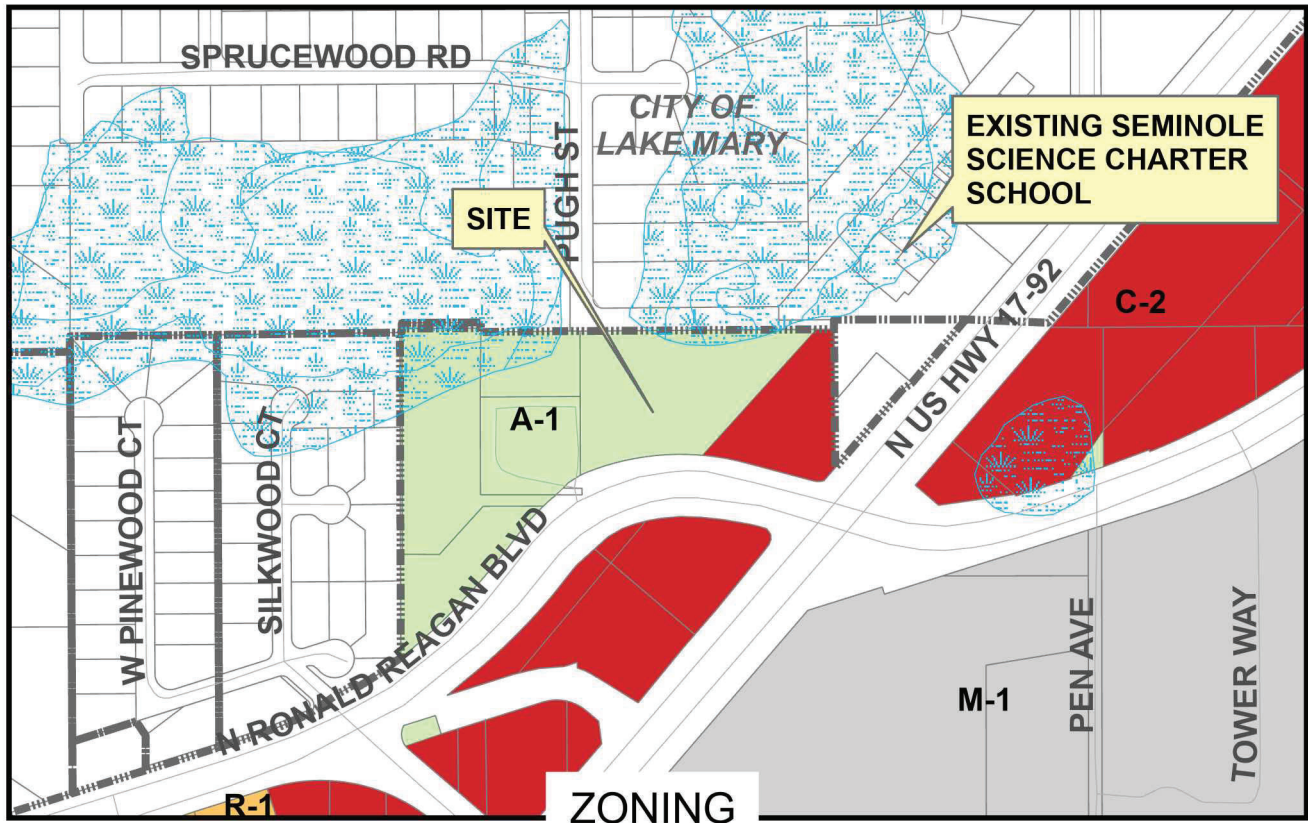 SPRUCEWOOD RD
CITY OF
LAKE MARY
PUGH ST
EXISTING SEMINOLE
SCIENCE CHARTER
SCHOOL
SITE
C-2
N US HWY 17-92
A-1
W PINEWOOD CT
SILKWOOD CT
N RONALD REAGAN BLVD
M-1
PEN AVE
TOWER WAY
R-1
ZONING